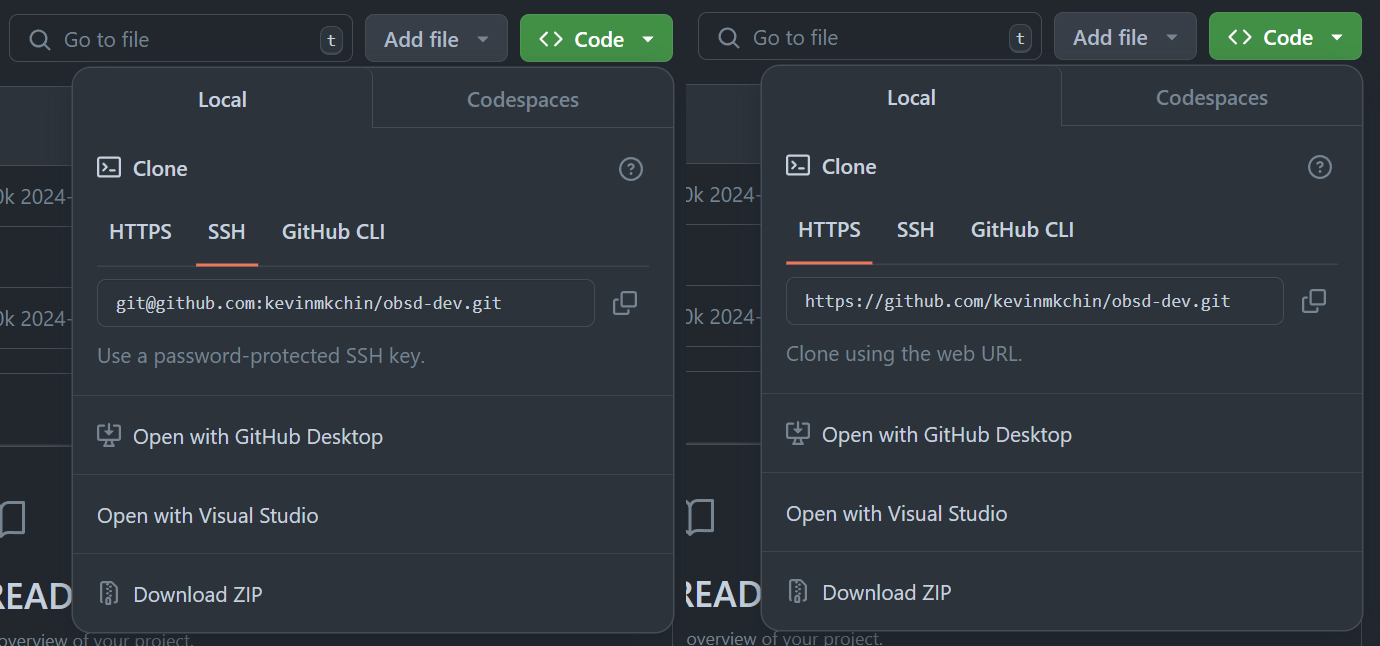 Go to file t Add file Code
Local Codespaces
Clone
HTTPS SSH GitHub CLI
git@github.com:kevinmkchin/obsd-dev.git
Use a password-protected SSH key.
Open with GitHub Desktop
Open with Visual Studio
Download ZIP
0k 2024-
0k 2024-
READ
overview of your project.
Go to file t Add file Code
Local Codespaces
Clone
HTTPS SSH GitHub CLI
https://github.com/kevinmkchin/obsd-dev.git
Clone using the web URL.
Open with GitHub Desktop
Open with Visual Studio
Download ZIP
0k 2024-
0k 2024-
READ
overview of your project.